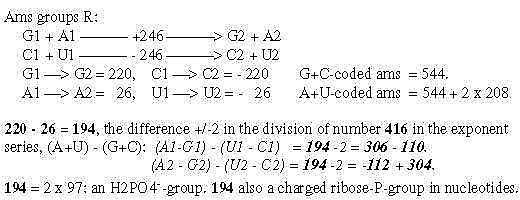 Ams groups R:
G1 + A1 ——— +246 ———> G2 + A2
C1 + U1 ——— - 246 ———> C2 + U2
G1 —> G2 = 220, C1 —> C2 = - 220 G+C-coded ams = 544.
A1 —> A2 = 26, U1 —> U2 = - 26 A+U-coded ams = 544 + 2 x 208.
220 - 26 = 194, the difference +/-2 in the division of number 416 in the exponent
series, (A+U) - (G+C): (A1-G1) - (U1 - C1) = 194 -2 = 306 - 110.
(A2 - G2) - (U2 - C2) = 194 -2 = -112 + 304.
194 = 2 x 97: an H2PO4⁻-group. 194 also a charged ribose-P-group in nucleotides.